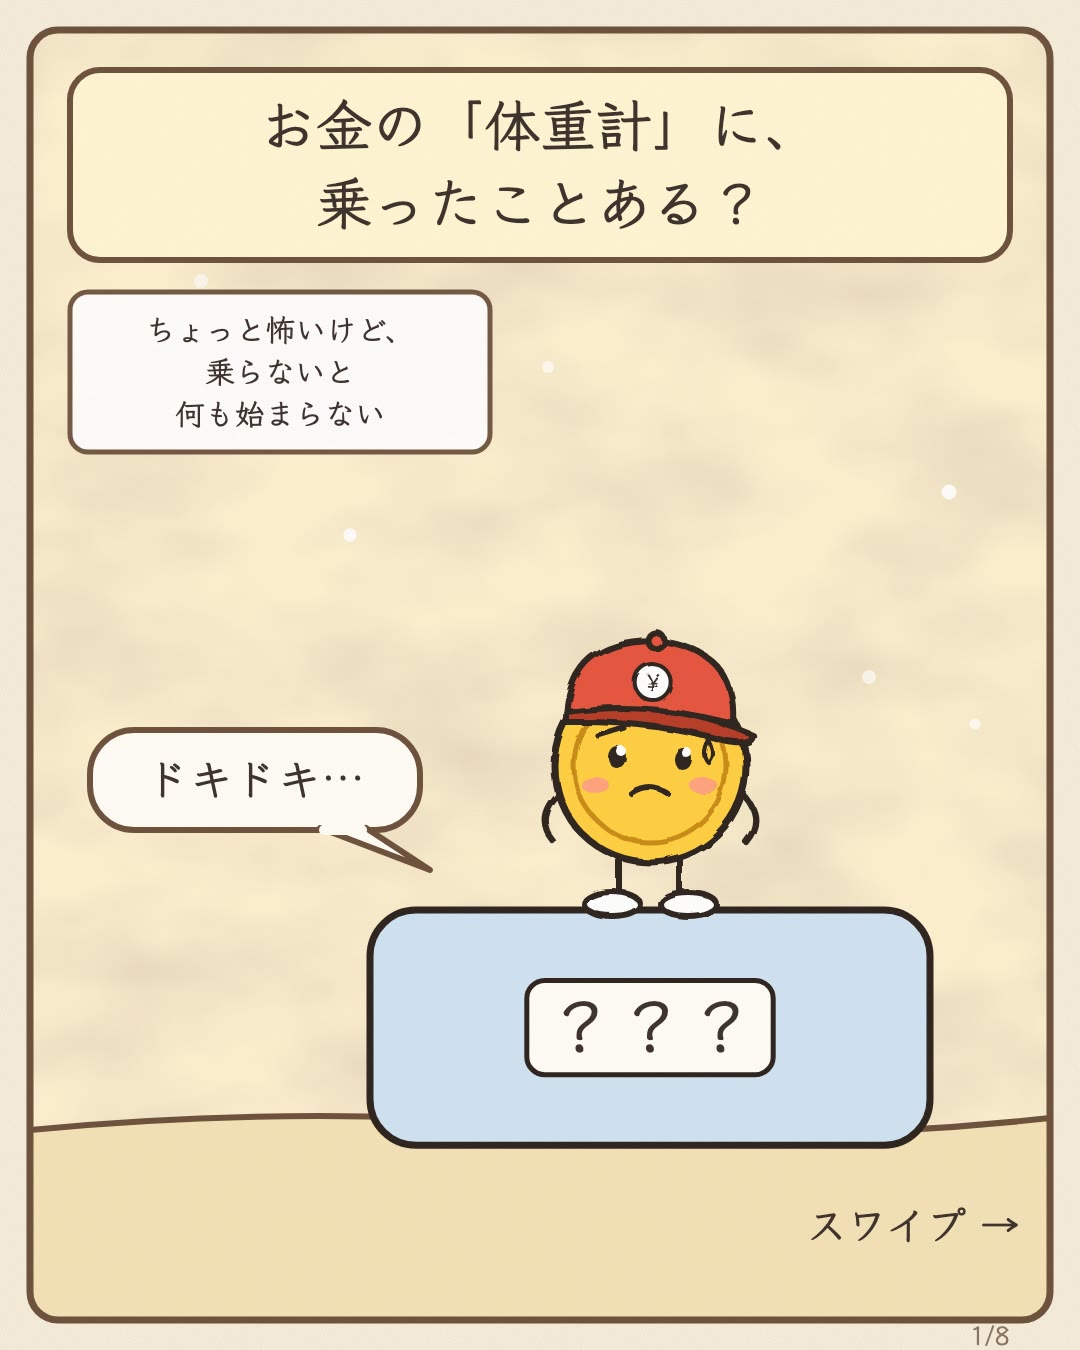 お金の「体重計」に、
乗ったことある？
ちょっと怖いけど、
乗らないと
何も始まらない
¥
ドキドキ…
？？？
スワイプ →
1/8